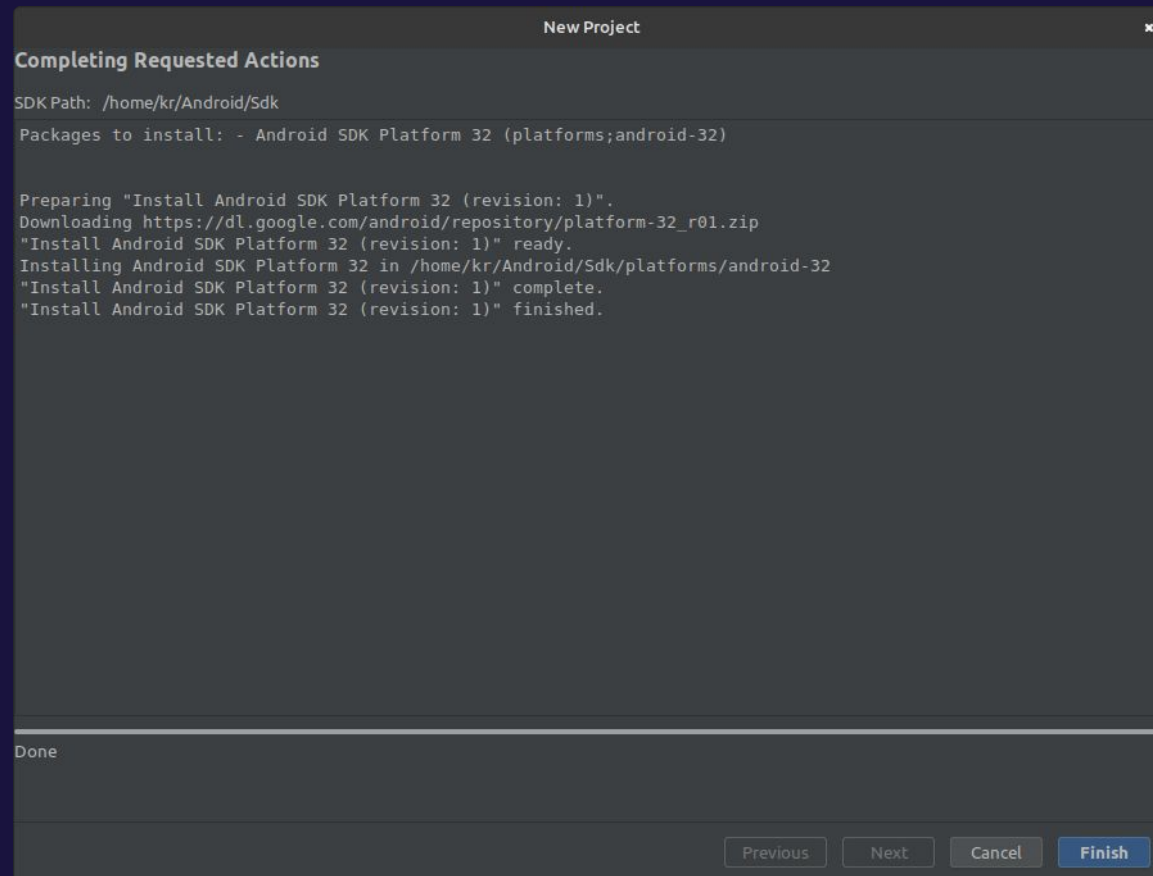 New Project
Completing Requested Actions
SDK Path: /home/kr/Android/Sdk
Packages to install: - Android SDK Platform 32 (platforms;android-32)
Preparing "Install Android SDK Platform 32 (revision: 1)".
Downloading https://dl.google.com/android/repository/platform-32_r01.zip
"Install Android SDK Platform 32 (revision: 1)" ready.
Installing Android SDK Platform 32 in /home/kr/Android/Sdk/platforms/android-32
"Install Android SDK Platform 32 (revision: 1)" complete.
"Install Android SDK Platform 32 (revision: 1)" finished.
Done
Previous Next Cancel Finish